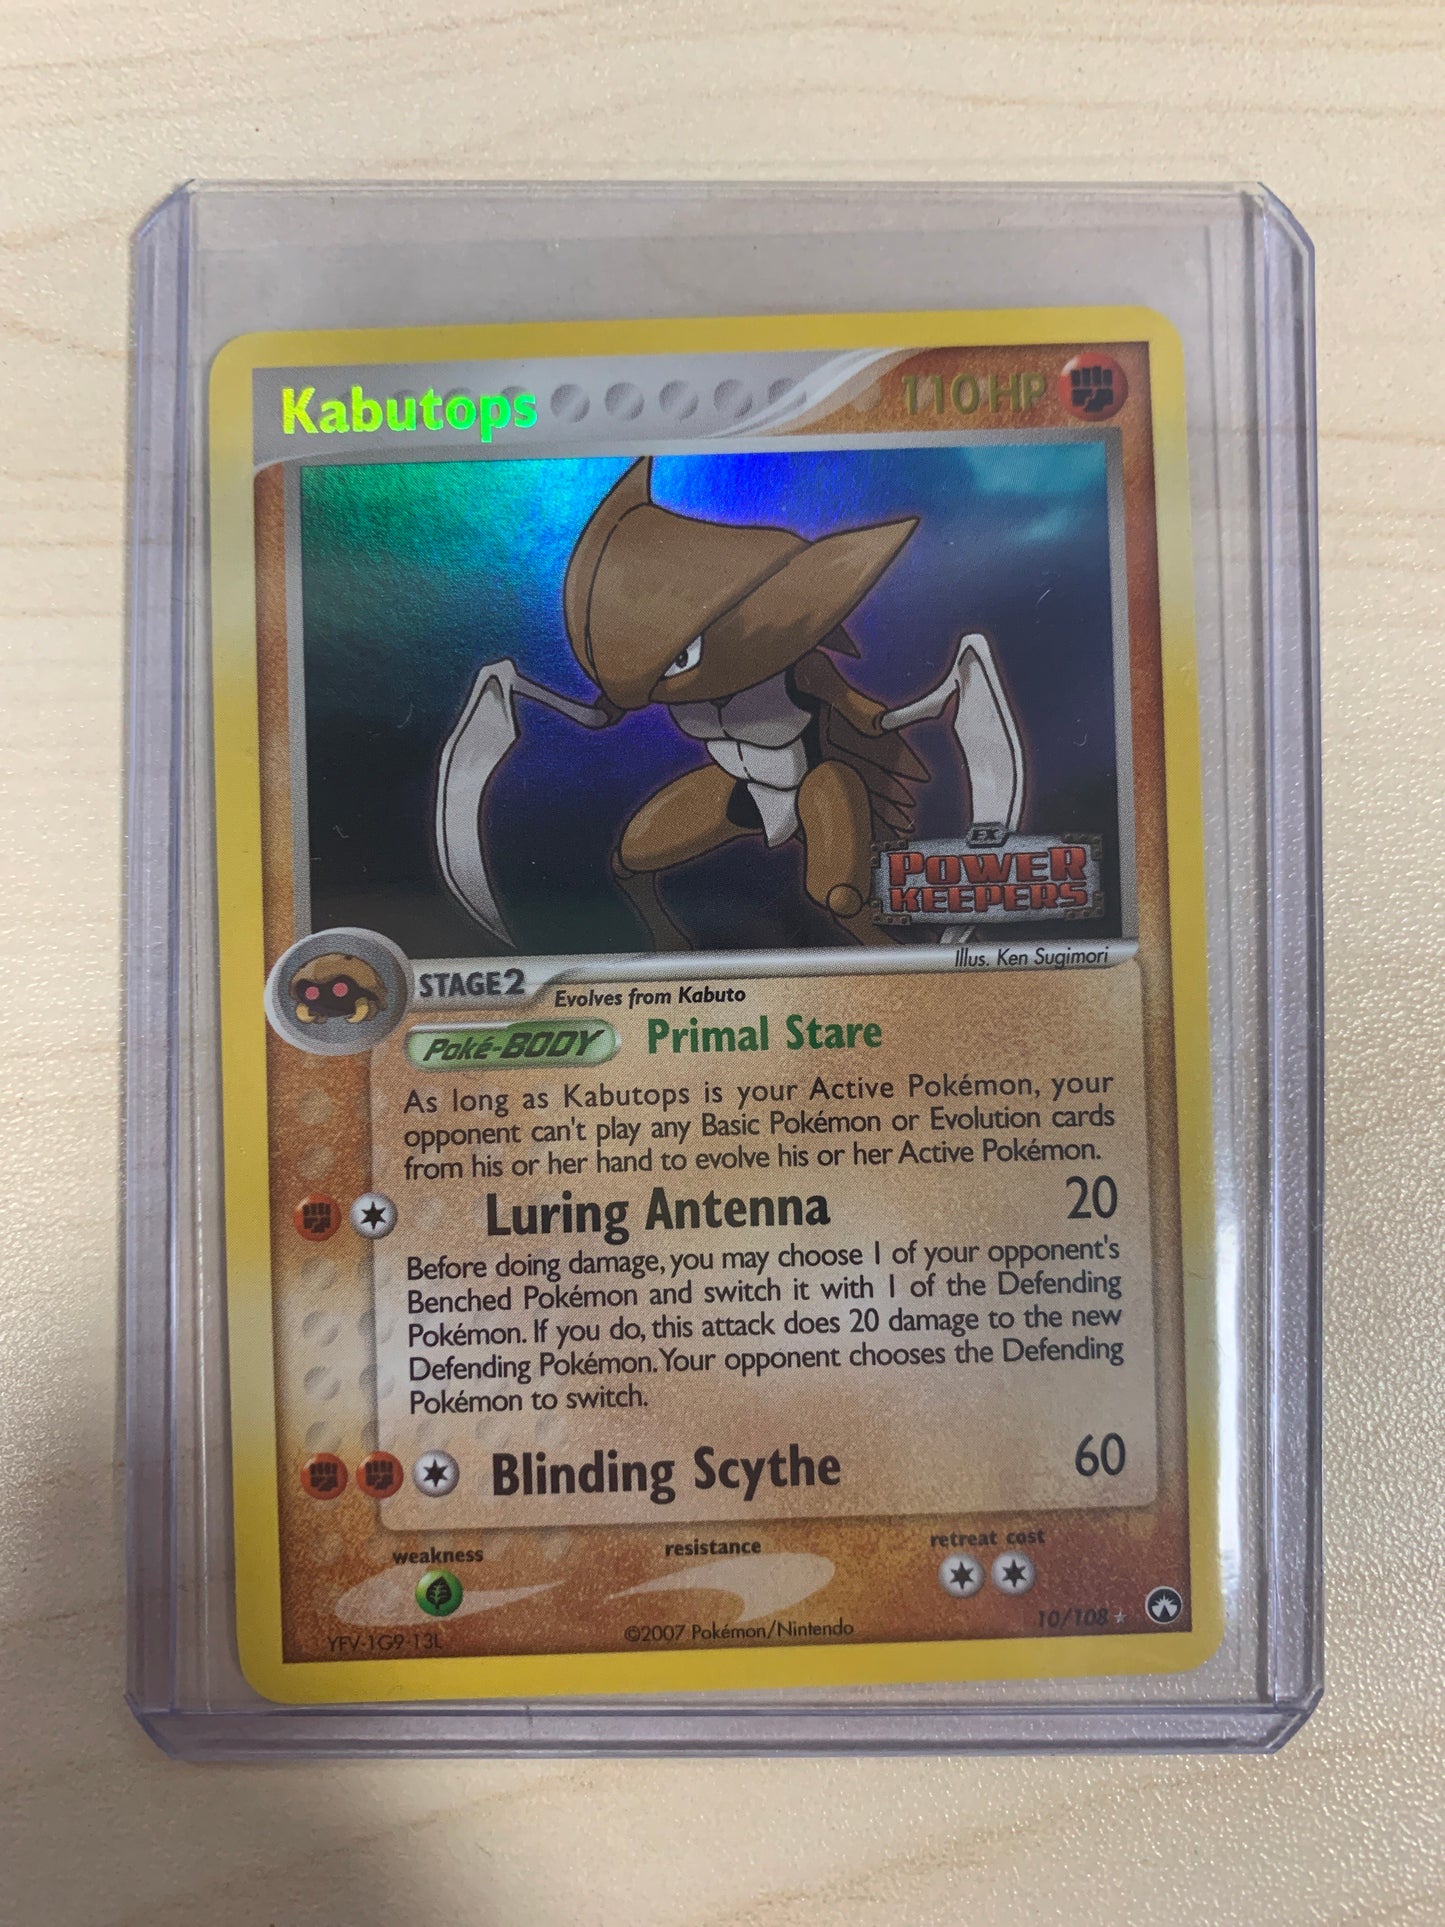 Kabutops 110 HP
EX
POWER
KEEPERS
Illus. Ken Sugimori
STAGE 2 Evolves from Kabuto
Poké-BODY Primal Stare
As long as Kabutops is your Active Pokémon, your
opponent can't play any Basic Pokémon or Evolution cards
from his or her hand to evolve his or her Active Pokémon.
Luring Antenna 20
Before doing damage, you may choose 1 of your opponent's
Benched Pokémon and switch it with 1 of the Defending
Pokémon. If you do, this attack does 20 damage to the new
Defending Pokémon. Your opponent chooses the Defending
Pokémon to switch.
Blinding Scythe 60
weakness resistance retreat cost
YFV-1G9-13L ©2007 Pokémon/Nintendo 10/108